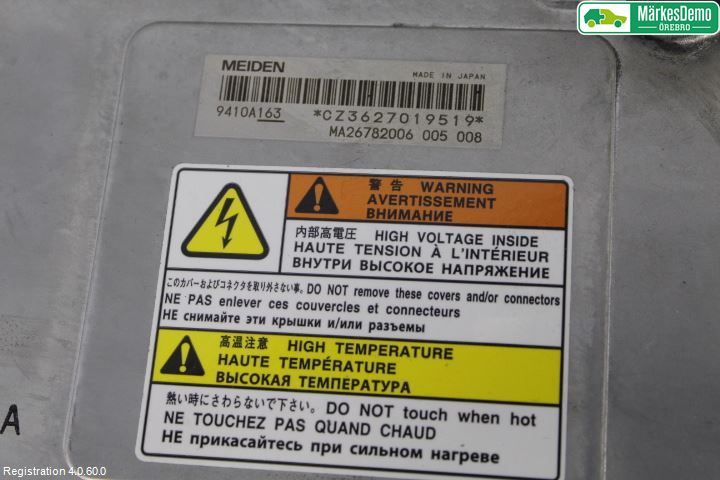 MärkesDemo
ÖREBRO
MEIDEN
MADE IN JAPAN
9410A163 *CZ3627019519*
MA26782006 005 008
警告 WARNING
AVERTISSEMENT
ВНИМАНИЕ
内部高電圧 HIGH VOLTAGE INSIDE
HAUTE TENSION À L'INTÉRIEUR
ВНУТРИ ВЫСОКОЕ НАПРЯЖЕНИЕ
このカバーおよびコネクタを取り外さない事。DO NOT remove these covers and/or connectors
NE PAS enlever ces couvercles et connecteurs
НЕ снимайте эти крышки и/или разъемы
高温注意 HIGH TEMPERATURE
HAUTE TEMPÉRATURE
ВЫСОКАЯ ТЕМПЕРАТУРА
熱い時にさわらないで下さい。DO NOT touch when hot
NE TOUCHEZ PAS QUAND CHAUD
НЕ прикасайтесь при сильном нагреве
A
Registration 4.0.60.0